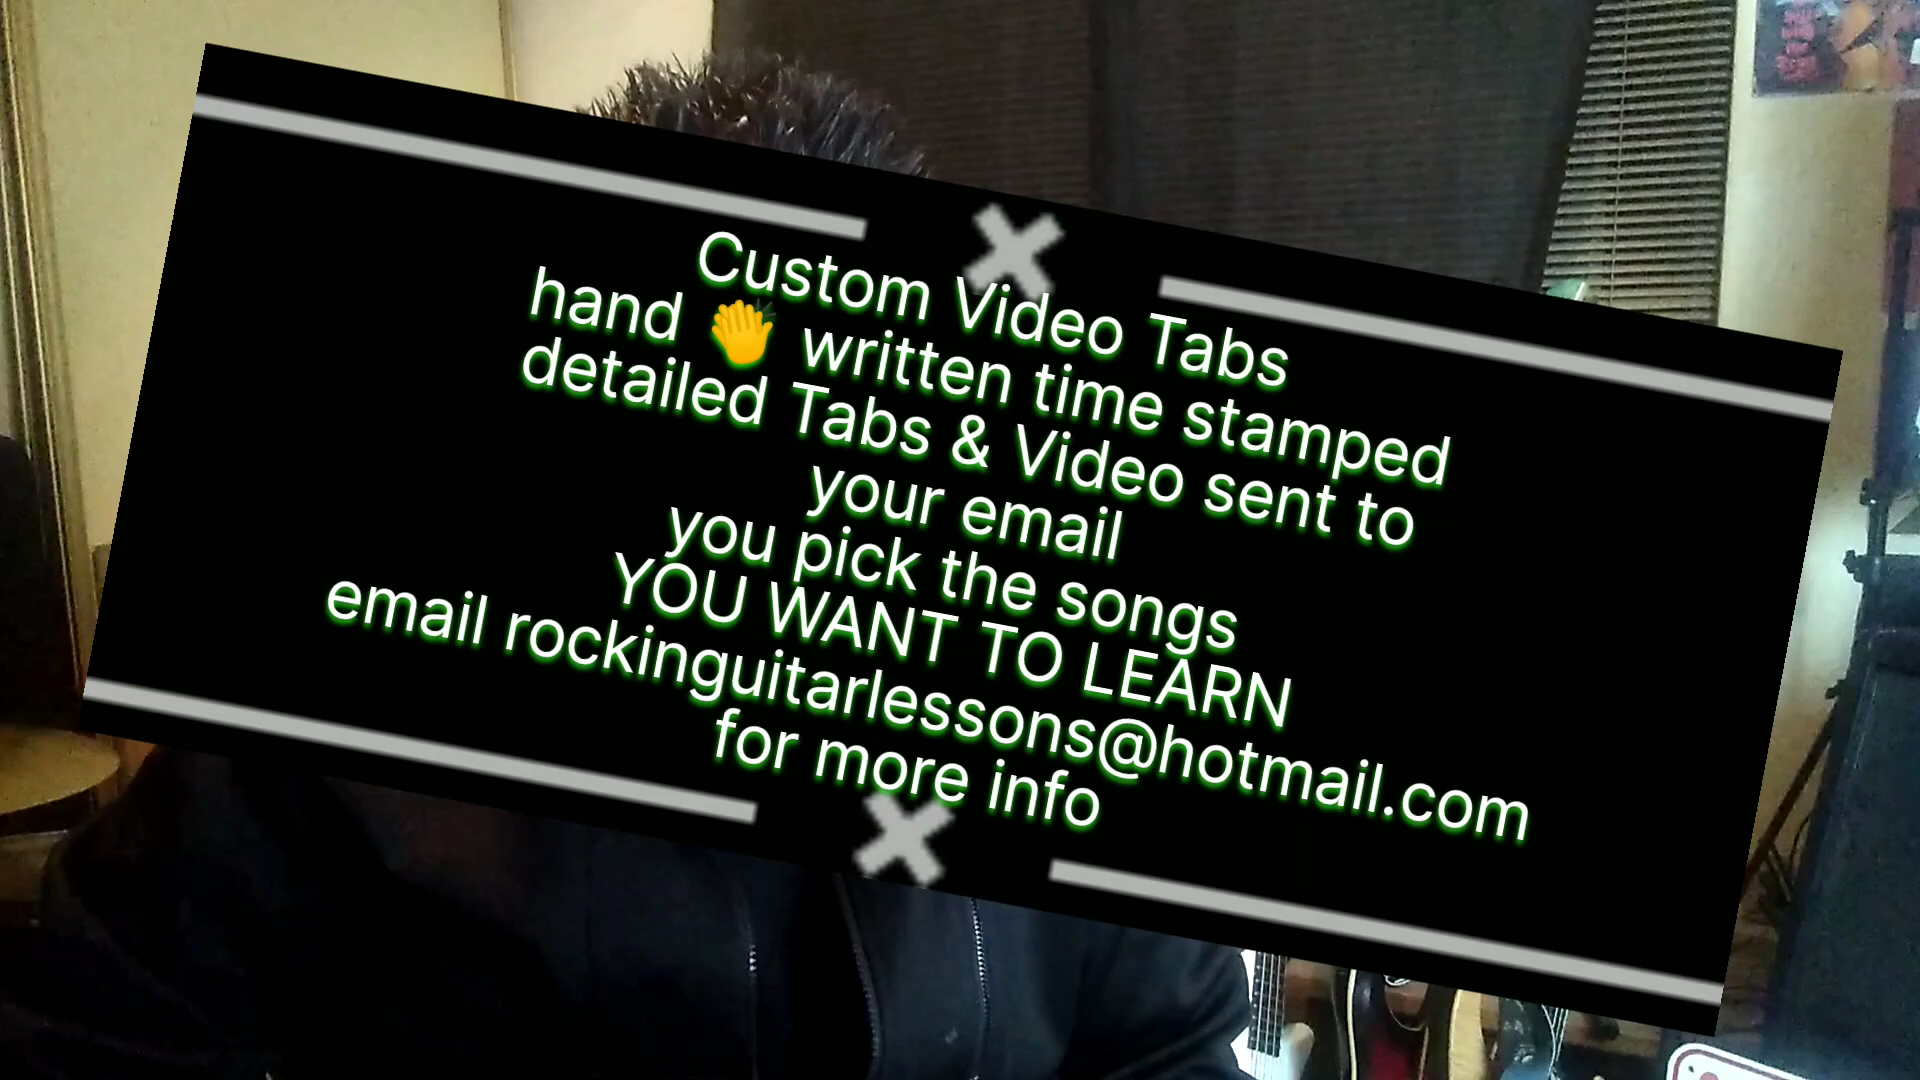 Custom Video Tabs
hand 👏 written time stamped
detailed Tabs & Video sent to
your email
you pick the songs
YOU WANT TO LEARN
email rockinguitarlessons@hotmail.com
for more info